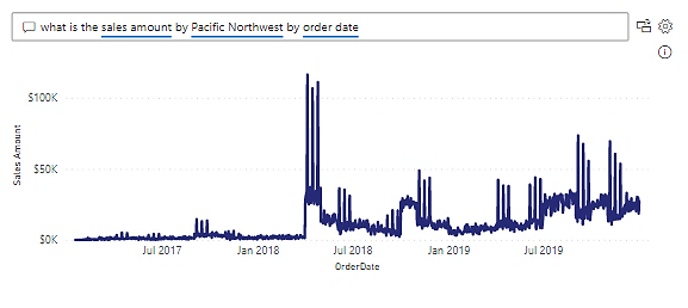 what is the sales amount by Pacific Northwest by order date
$100K
$50K
$0K
Sales Amount
Jul 2017 Jan 2018 Jul 2018 Jan 2019 Jul 2019
OrderDate